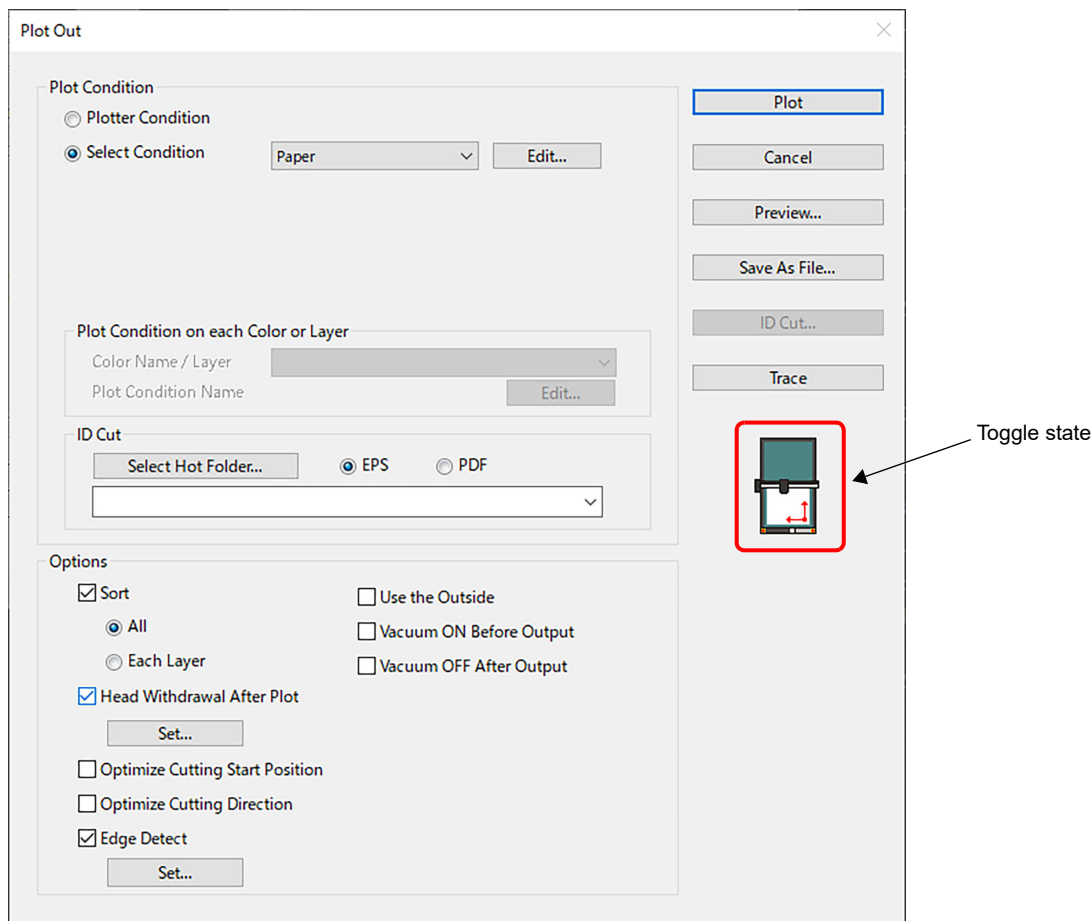 Plot Out
Plot Condition
Plotter Condition
Select Condition
Paper
Edit...
Plot Condition on each Color or Layer
Color Name / Layer
Plot Condition Name
Edit...
ID Cut
Select Hot Folder...
EPS
PDF
Options
Sort
All
Each Layer
Head Withdrawal After Plot
Set...
Optimize Cutting Start Position
Optimize Cutting Direction
Edge Detect
Set...
Use the Outside
Vacuum ON Before Output
Vacuum OFF After Output
Plot
Cancel
Preview...
Save As File...
ID Cut...
Trace
Toggle state